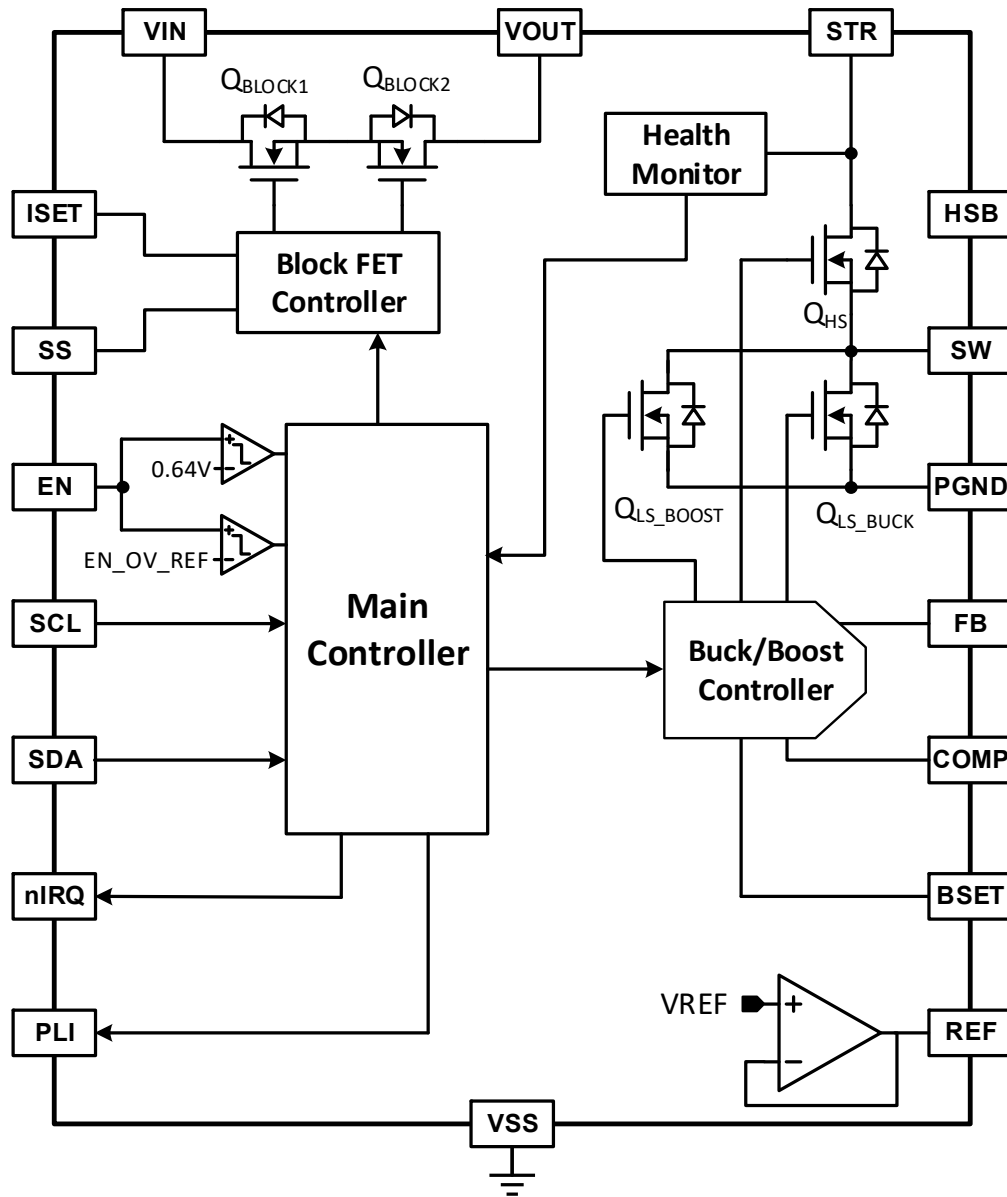 VIN
VOUT
STR
QBLOCK1
QBLOCK2
Health
Monitor
ISET
HSB
Block FET
Controller
QHS
SS
SW
EN
0.64V
PGND
QLS_BOOST
QLS_BUCK
EN_OV_REF
SCL
Main
Controller
FB
Buck/Boost
Controller
SDA
COMP
nIRQ
BSET
VREF
+
−
PLI
REF
VSS